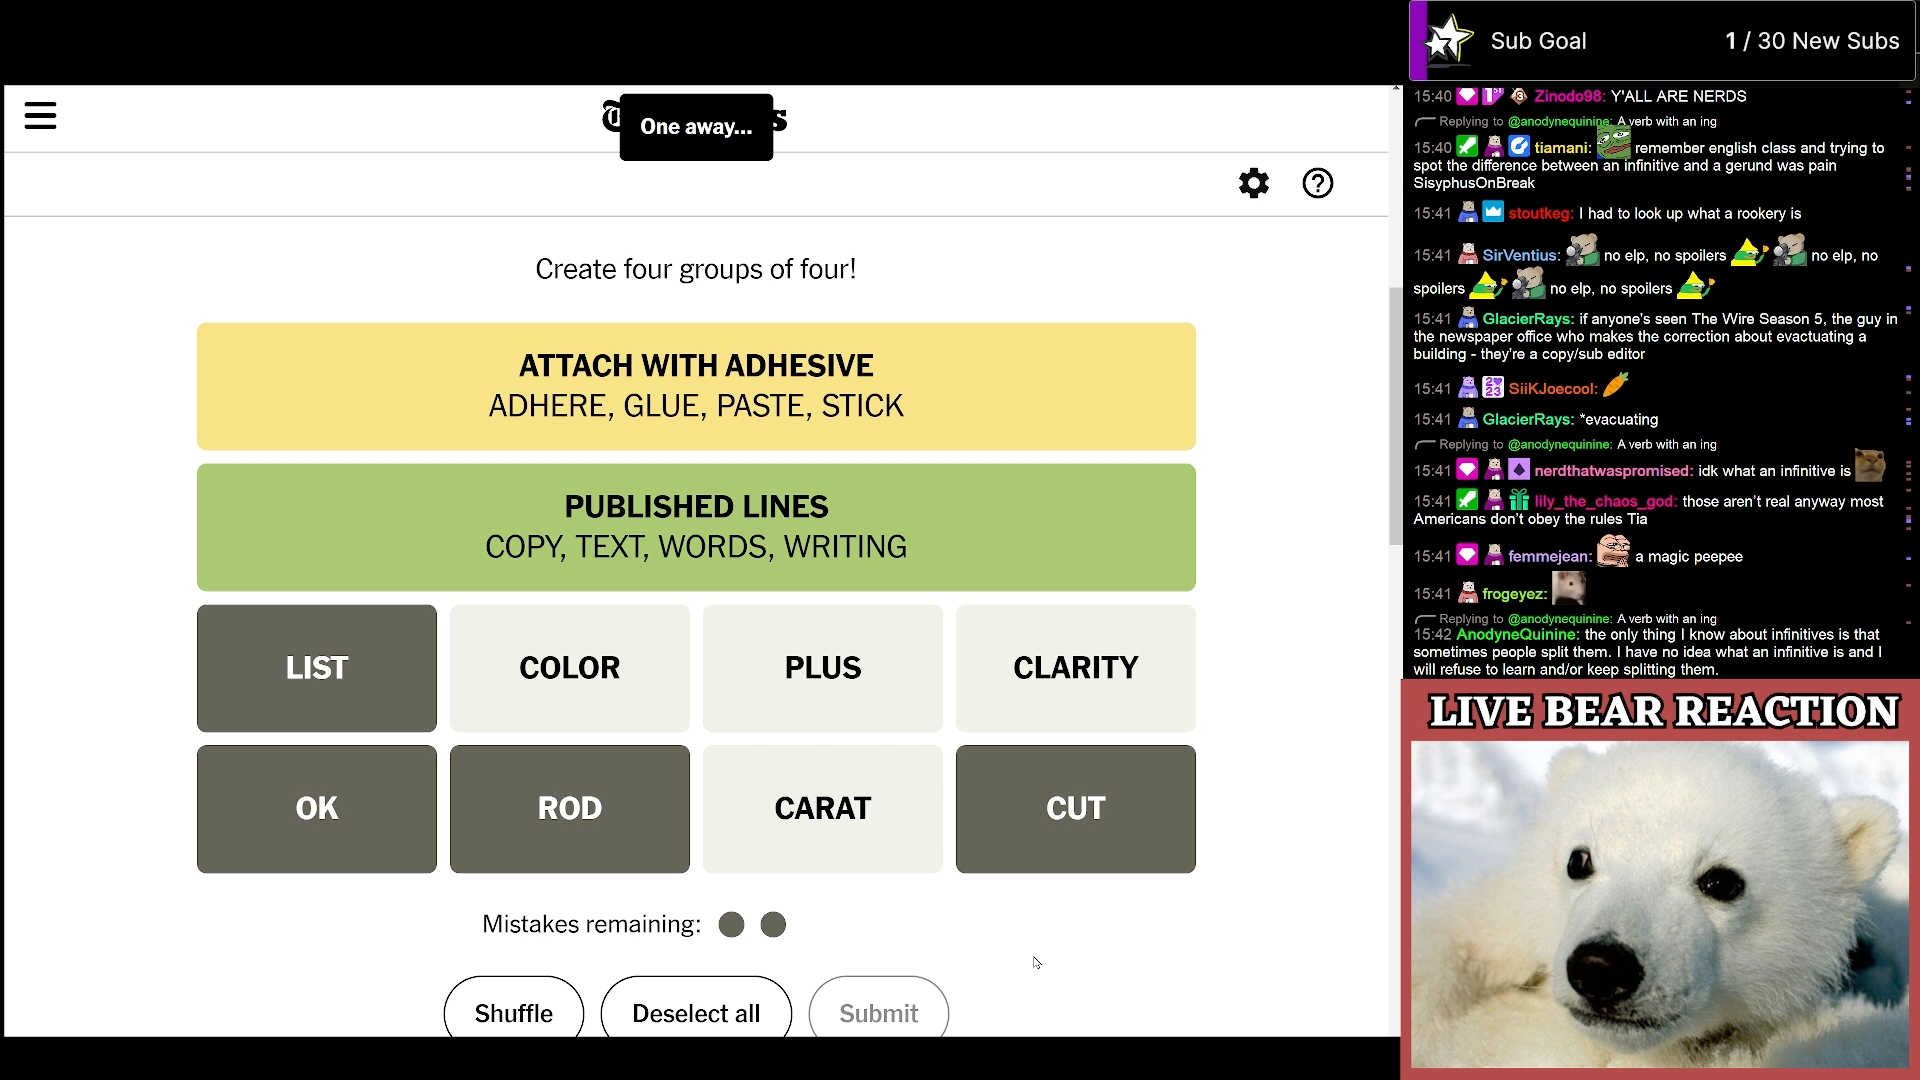 Sub Goal
1 / 30 New Subs
One away...
Create four groups of four!
ATTACH WITH ADHESIVE
ADHERE, GLUE, PASTE, STICK
PUBLISHED LINES
COPY, TEXT, WORDS, WRITING
LIST
COLOR
PLUS
CLARITY
OK
ROD
CARAT
CUT
Mistakes remaining:
Shuffle
Deselect all
Submit
15:40 Zinodo98: Y'ALL ARE NERDS
Replying to @anodynequinine: A verb with an ing
15:40 tiamani: remember english class and trying to
spot the difference between an infinitive and a gerund was pain
SisyphusOnBreak
15:41 stoutkeg: I had to look up what a rookery is
15:41 SirVentius: no elp, no spoilers no elp, no
spoilers no elp, no spoilers
15:41 GlacierRays: if anyone's seen The Wire Season 5, the guy in
the newspaper office who makes the correction about evactuating a
building - they're a copy/sub editor
15:41 SiiKJoecool:
15:41 GlacierRays: *evacuating
Replying to @anodynequinine: A verb with an ing
15:41 nerdthatwaspromised: idk what an infinitive is
15:41 lily_the_chaos_god: those aren't real anyway most
Americans don't obey the rules Tia
15:41 femmejean: a magic peepee
15:41 frogeyez:
Replying to @anodynequinine: A verb with an ing
15:42 AnodyneQuinine: the only thing I know about infinitives is that
sometimes people split them. I have no idea what an infinitive is and I
will refuse to learn and/or keep splitting them.
LIVE BEAR REACTION